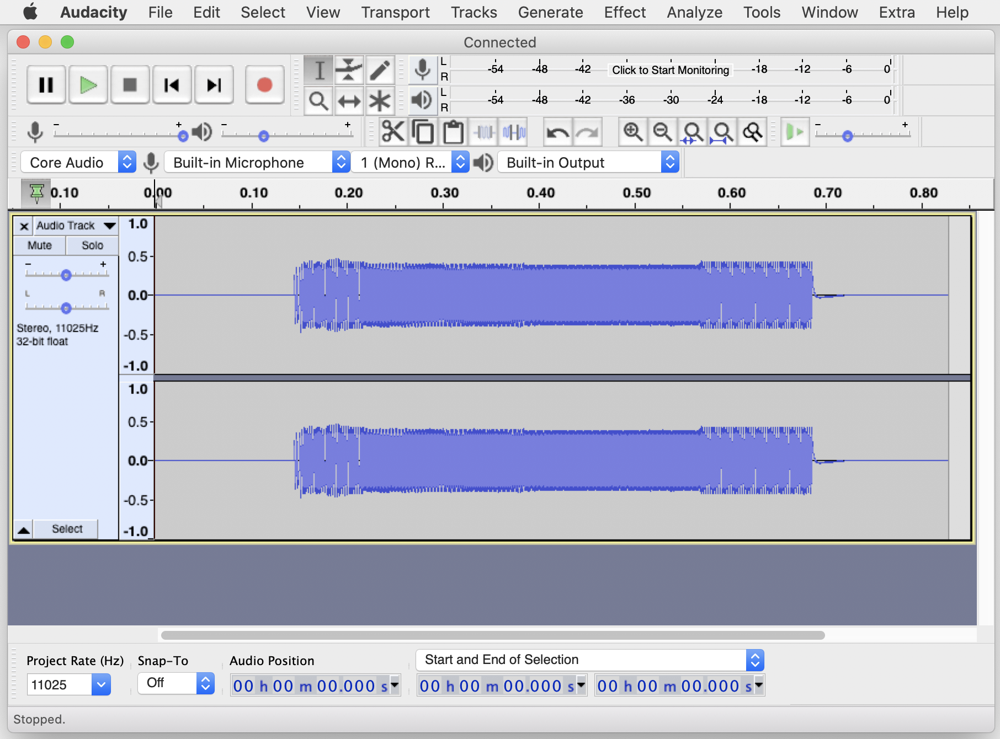 Audacity File Edit Select View Transport Tracks Generate Effect Analyze Tools Window Extra Help
Connected
L
R
-54 -48 -42 Click to Start Monitoring -18 -12 -6 0
L
R
-54 -48 -42 -36 -30 -24 -18 -12 -6 0
- + - + - +
Core Audio Built-in Microphone 1 (Mono) R... Built-in Output
0.10 0.00 0.10 0.20 0.30 0.40 0.50 0.60 0.70 0.80
Audio Track
Mute Solo
- +
L R
Stereo, 11025Hz
32-bit float
Select
1.0
0.5
0.0
-0.5
-1.0
1.0
0.5
0.0
-0.5
-1.0
Project Rate (Hz) Snap-To Audio Position Start and End of Selection
11025 Off 00 h 00 m 00.000 s 00 h 00 m 00.000 s 00 h 00 m 00.000 s
Stopped.